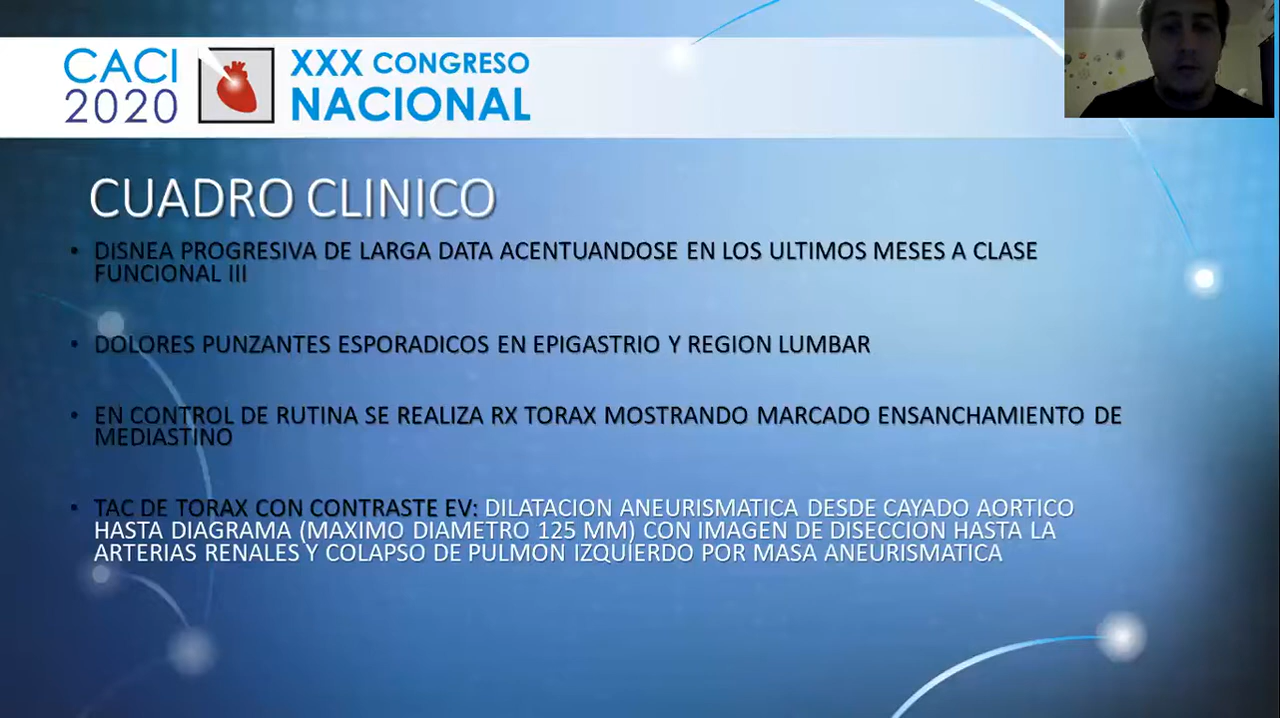 CACI
2020
XXX CONGRESO
NACIONAL
CUADRO CLINICO
• DISNEA PROGRESIVA DE LARGA DATA ACENTUANDOSE EN LOS ULTIMOS MESES A CLASE
FUNCIONAL III
• DOLORES PUNZANTES ESPORADICOS EN EPIGASTRIO Y REGION LUMBAR
• EN CONTROL DE RUTINA SE REALIZA RX TORAX MOSTRANDO MARCADO ENSANCHAMIENTO DE
MEDIASTINO
• TAC DE TORAX CON CONTRASTE EV: DILATACION ANEURISMATICA DESDE CAYADO AORTICO
HASTA DIAGRAMA (MAXIMO DIAMETRO 125 MM) CON IMAGEN DE DISECCION HASTA LA
ARTERIAS RENALES Y COLAPSO DE PULMON IZQUIERDO POR MASA ANEURISMATICA